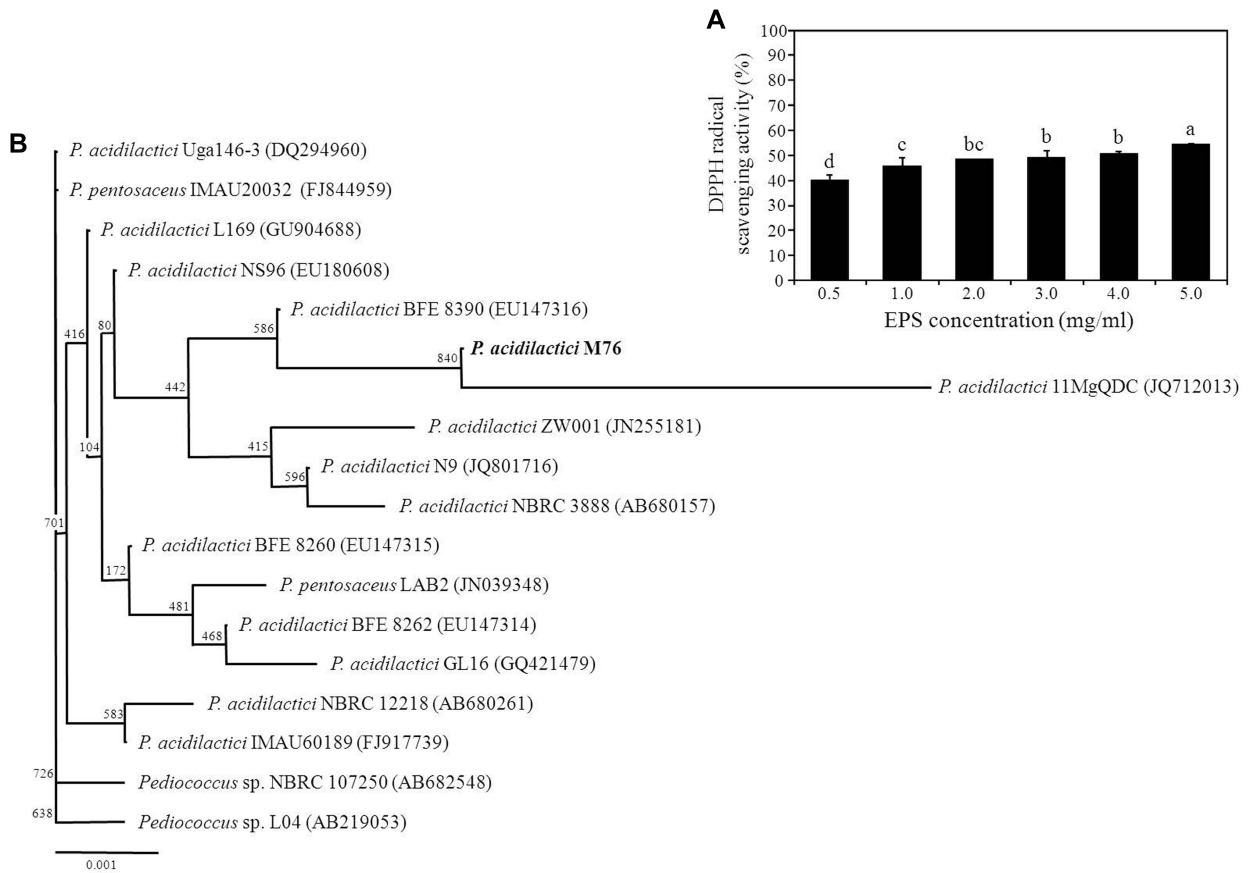 A
100
90
80
70
60
50
40
30
20
10
0
DPPH radical
scavenging activity (%)
d
c
bc
b
b
a
0.5 1.0 2.0 3.0 4.0 5.0
EPS concentration (mg/ml)
B
P. acidilactici Uga146-3 (DQ294960)
P. pentosaceus IMAU20032 (FJ844959)
P. acidilactici L169 (GU904688)
P. acidilactici NS96 (EU180608)
P. acidilactici BFE 8390 (EU147316)
P. acidilactici M76
P. acidilactici 11MgQDC (JQ712013)
P. acidilactici ZW001 (JN255181)
P. acidilactici N9 (JQ801716)
P. acidilactici NBRC 3888 (AB680157)
P. acidilactici BFE 8260 (EU147315)
P. pentosaceus LAB2 (JN039348)
P. acidilactici BFE 8262 (EU147314)
P. acidilactici GL16 (GQ421479)
P. acidilactici NBRC 12218 (AB680261)
P. acidilactici IMAU60189 (FJ917739)
Pediococcus sp. NBRC 107250 (AB682548)
Pediococcus sp. L04 (AB219053)
416
80
586
840
442
415
104
596
701
172
481
468
583
726
638
0.001